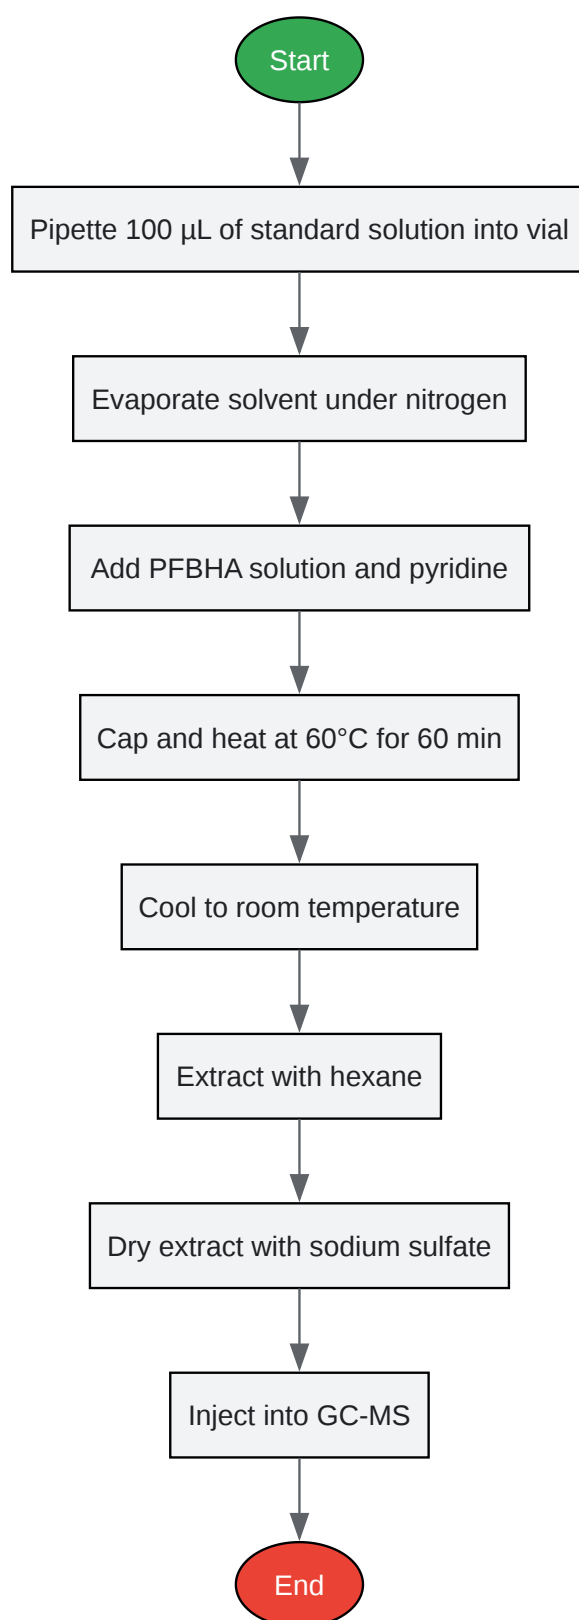 Start
Pipette 100 µL of standard solution into vial
Evaporate solvent under nitrogen
Add PFBHA solution and pyridine
Cap and heat at 60°C for 60 min
Cool to room temperature
Extract with hexane
Dry extract with sodium sulfate
Inject into GC-MS
End